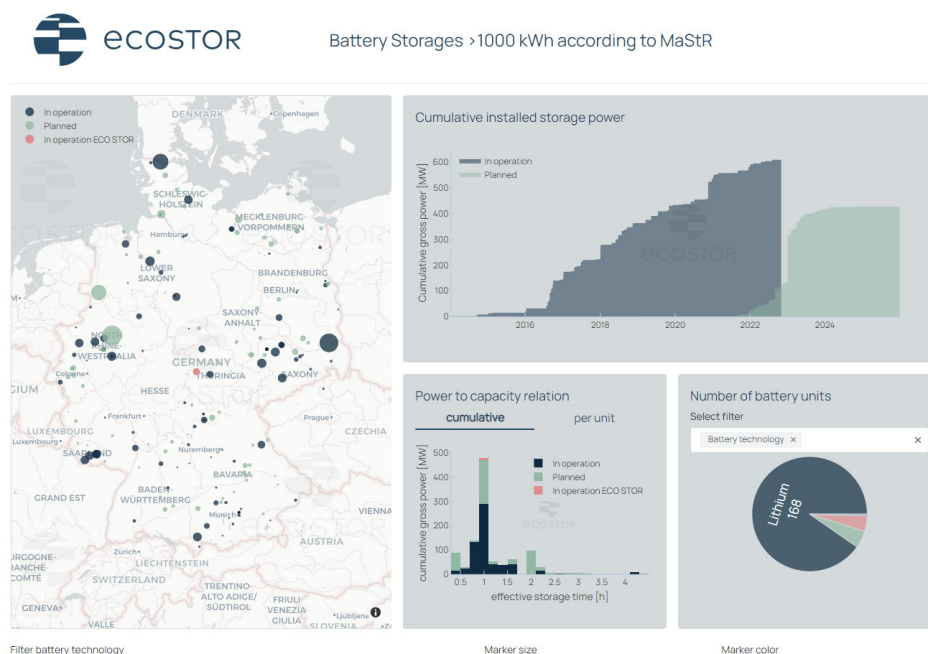 ecostor
Battery Storages >1000 kWh according to MaStR
In operation
Planned
In operation ECO STOR
DENMARK
Copenhagen
SCHLESWIG-
HOLSTEIN
MECKLENBURG-
VORPOMMERN
Hamburg
LOWER
SAXONY
BRANDENBURG
BERLIN
SAXONY-
ANHALT
NORTH
RHINE-
WESTPHALIA
Cologne
GERMANY
THURINGIA
SAXONY
HESSE
Frankfurt
Prague
LUXEMBOURG
Luxembourg
CZECHIA
SAARLAND
Nuremberg
BAVARIA
GRAND EST
BADEN-
WÜRTTEMBERG
Munich
VIENNA
AUSTRIA
Zurich
LIECHTENSTEIN
SWITZERLAND
TRENTINO-
ALTO ADIGE/
SÜDTIROL
FRIULI
VENEZIA
GIULIA
GENEVA
VALLE
Ljubljana
SLOVENIA
Cumulative installed storage power
In operation
Planned
Cumulative gross power [MW]
600
500
400
300
200
100
0
2016
2018
2020
2022
2024
ecostor
Power to capacity relation
cumulative
per unit
In operation
Planned
In operation ECO STOR
cumulative gross power [MW]
500
400
300
200
100
0
0.5
1
1.5
2
2.5
3
3.5
4
effective storage time [h]
ecostor
Number of battery units
Select filter
Battery technology ×
×
Lithium
168
Filter battery technology
Marker size
Marker color